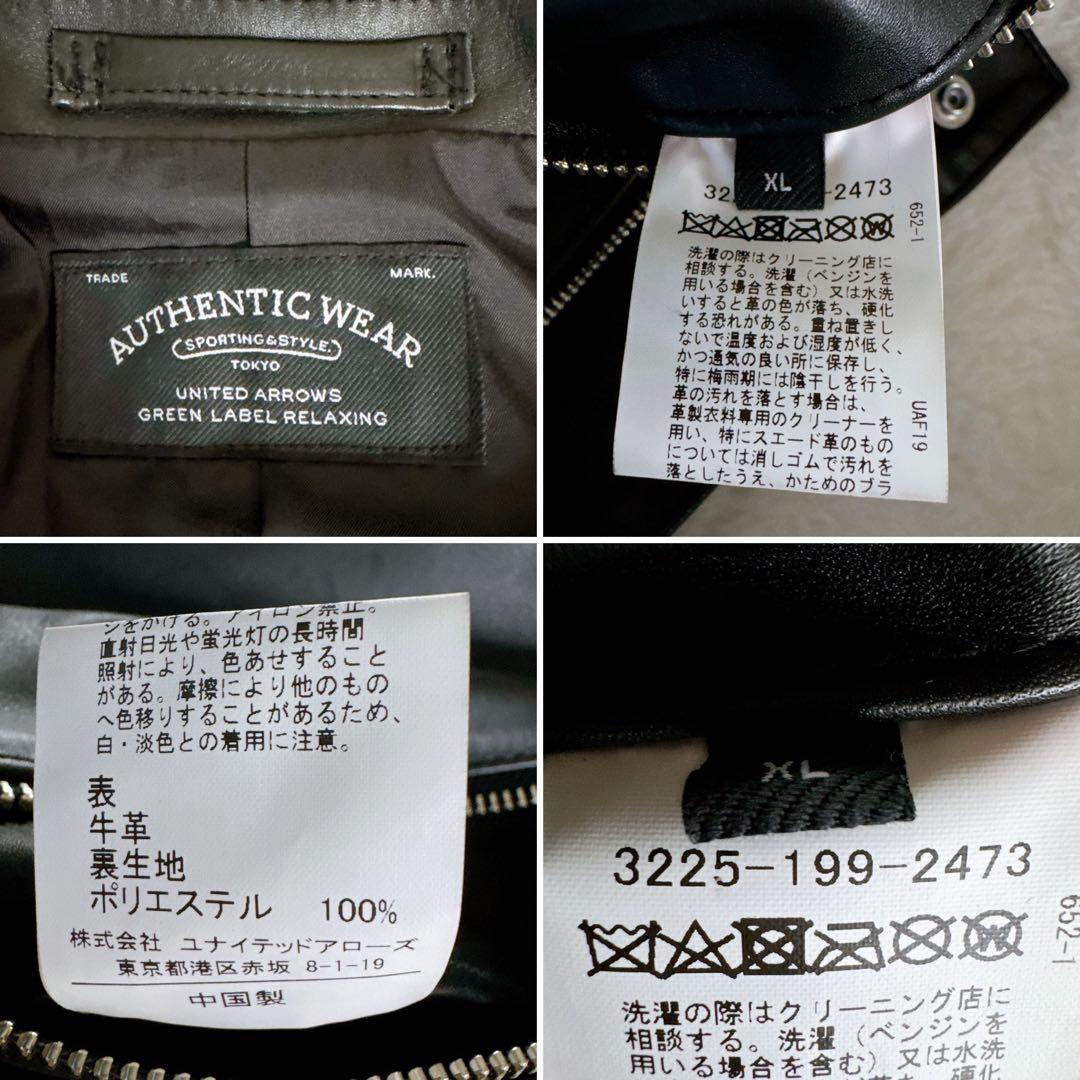 TRADE MARK.
AUTHENTIC WEAR
SPORTING&STYLE.
TOKYO
UNITED ARROWS
GREEN LABEL RELAXING
XL
32 -2473
652-1
洗濯の際はクリーニング店に
相談する。洗濯(ベンジンを
用いる場合を含む)又は水洗
いすると革の色が落ち、硬化
する恐れがある。重ね置きし
ないで温度および湿度が低く、
かつ通気の良い所に保存し、
特に梅雨期には陰干しを行う。
革の汚れを落とす場合は、
革製衣料専用のクリーナーを
用い、特にスエード革のもの
については消しゴムで汚れを
落としたうえ、かためのブラ
UAF19
シをかける。アイロン禁止。
直射日光や蛍光灯の長時間
照射により、色あせすること
がある。摩擦により他のもの
へ色移りすることがあるため、
白・淡色との着用に注意。
表
牛革
裏生地
ポリエステル 100%
株式会社 ユナイテッドアローズ
東京都港区赤坂 8-1-19
中国製
XL
3225-199-2473
652-1
洗濯の際はクリーニング店に
相談する。洗濯(ベンジンを
用いる場合を含む)又は水洗